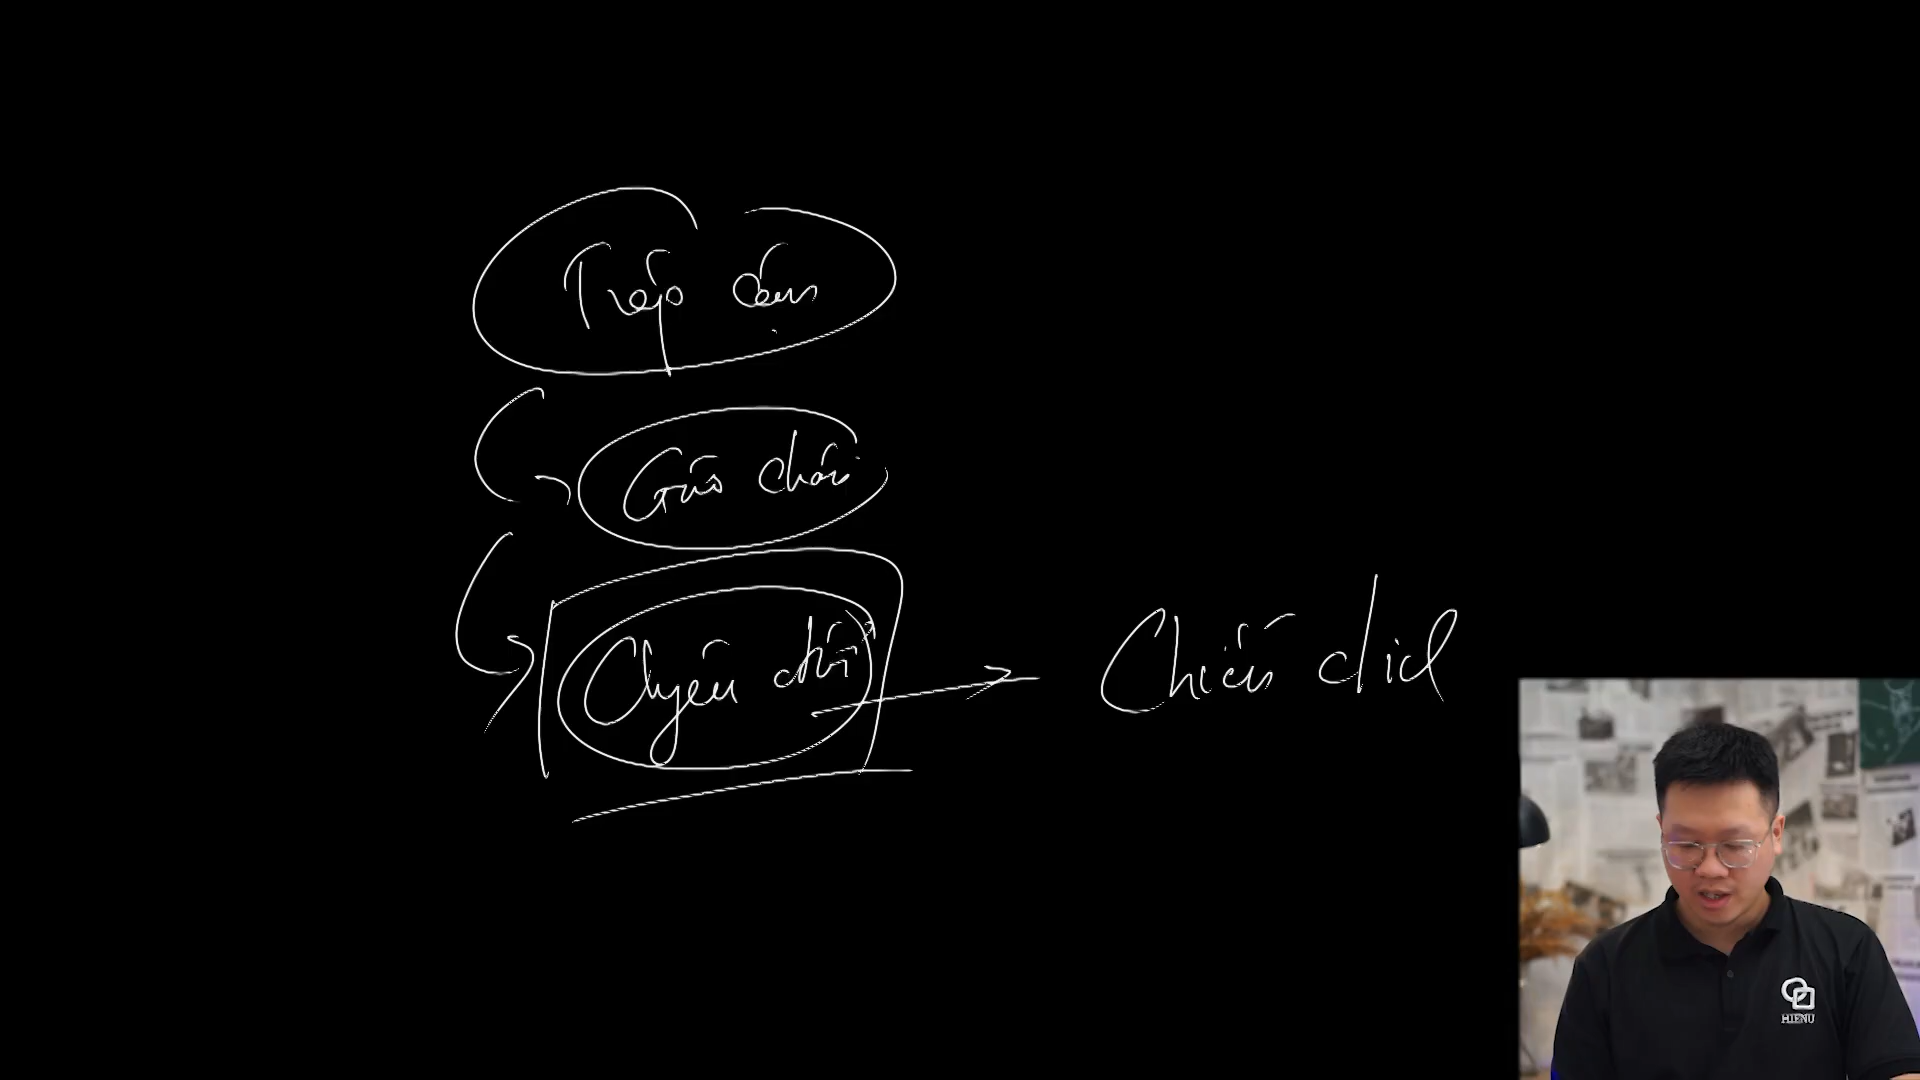 Tiếp cận
Giữ chân
Chuyển đổi
Chiến dịch
HIENU